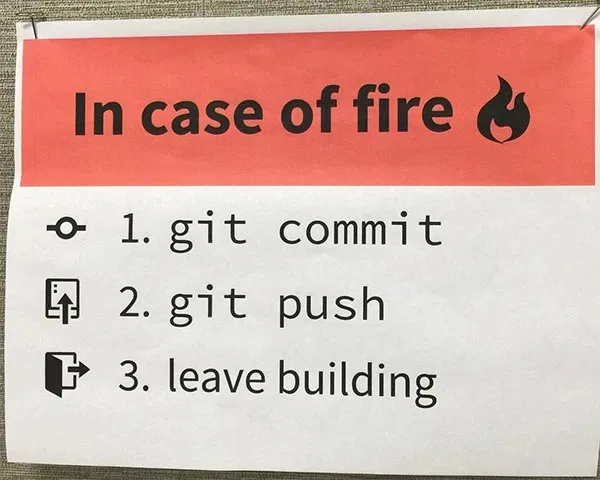 In case of fire
1. git commit
2. git push
3. leave building